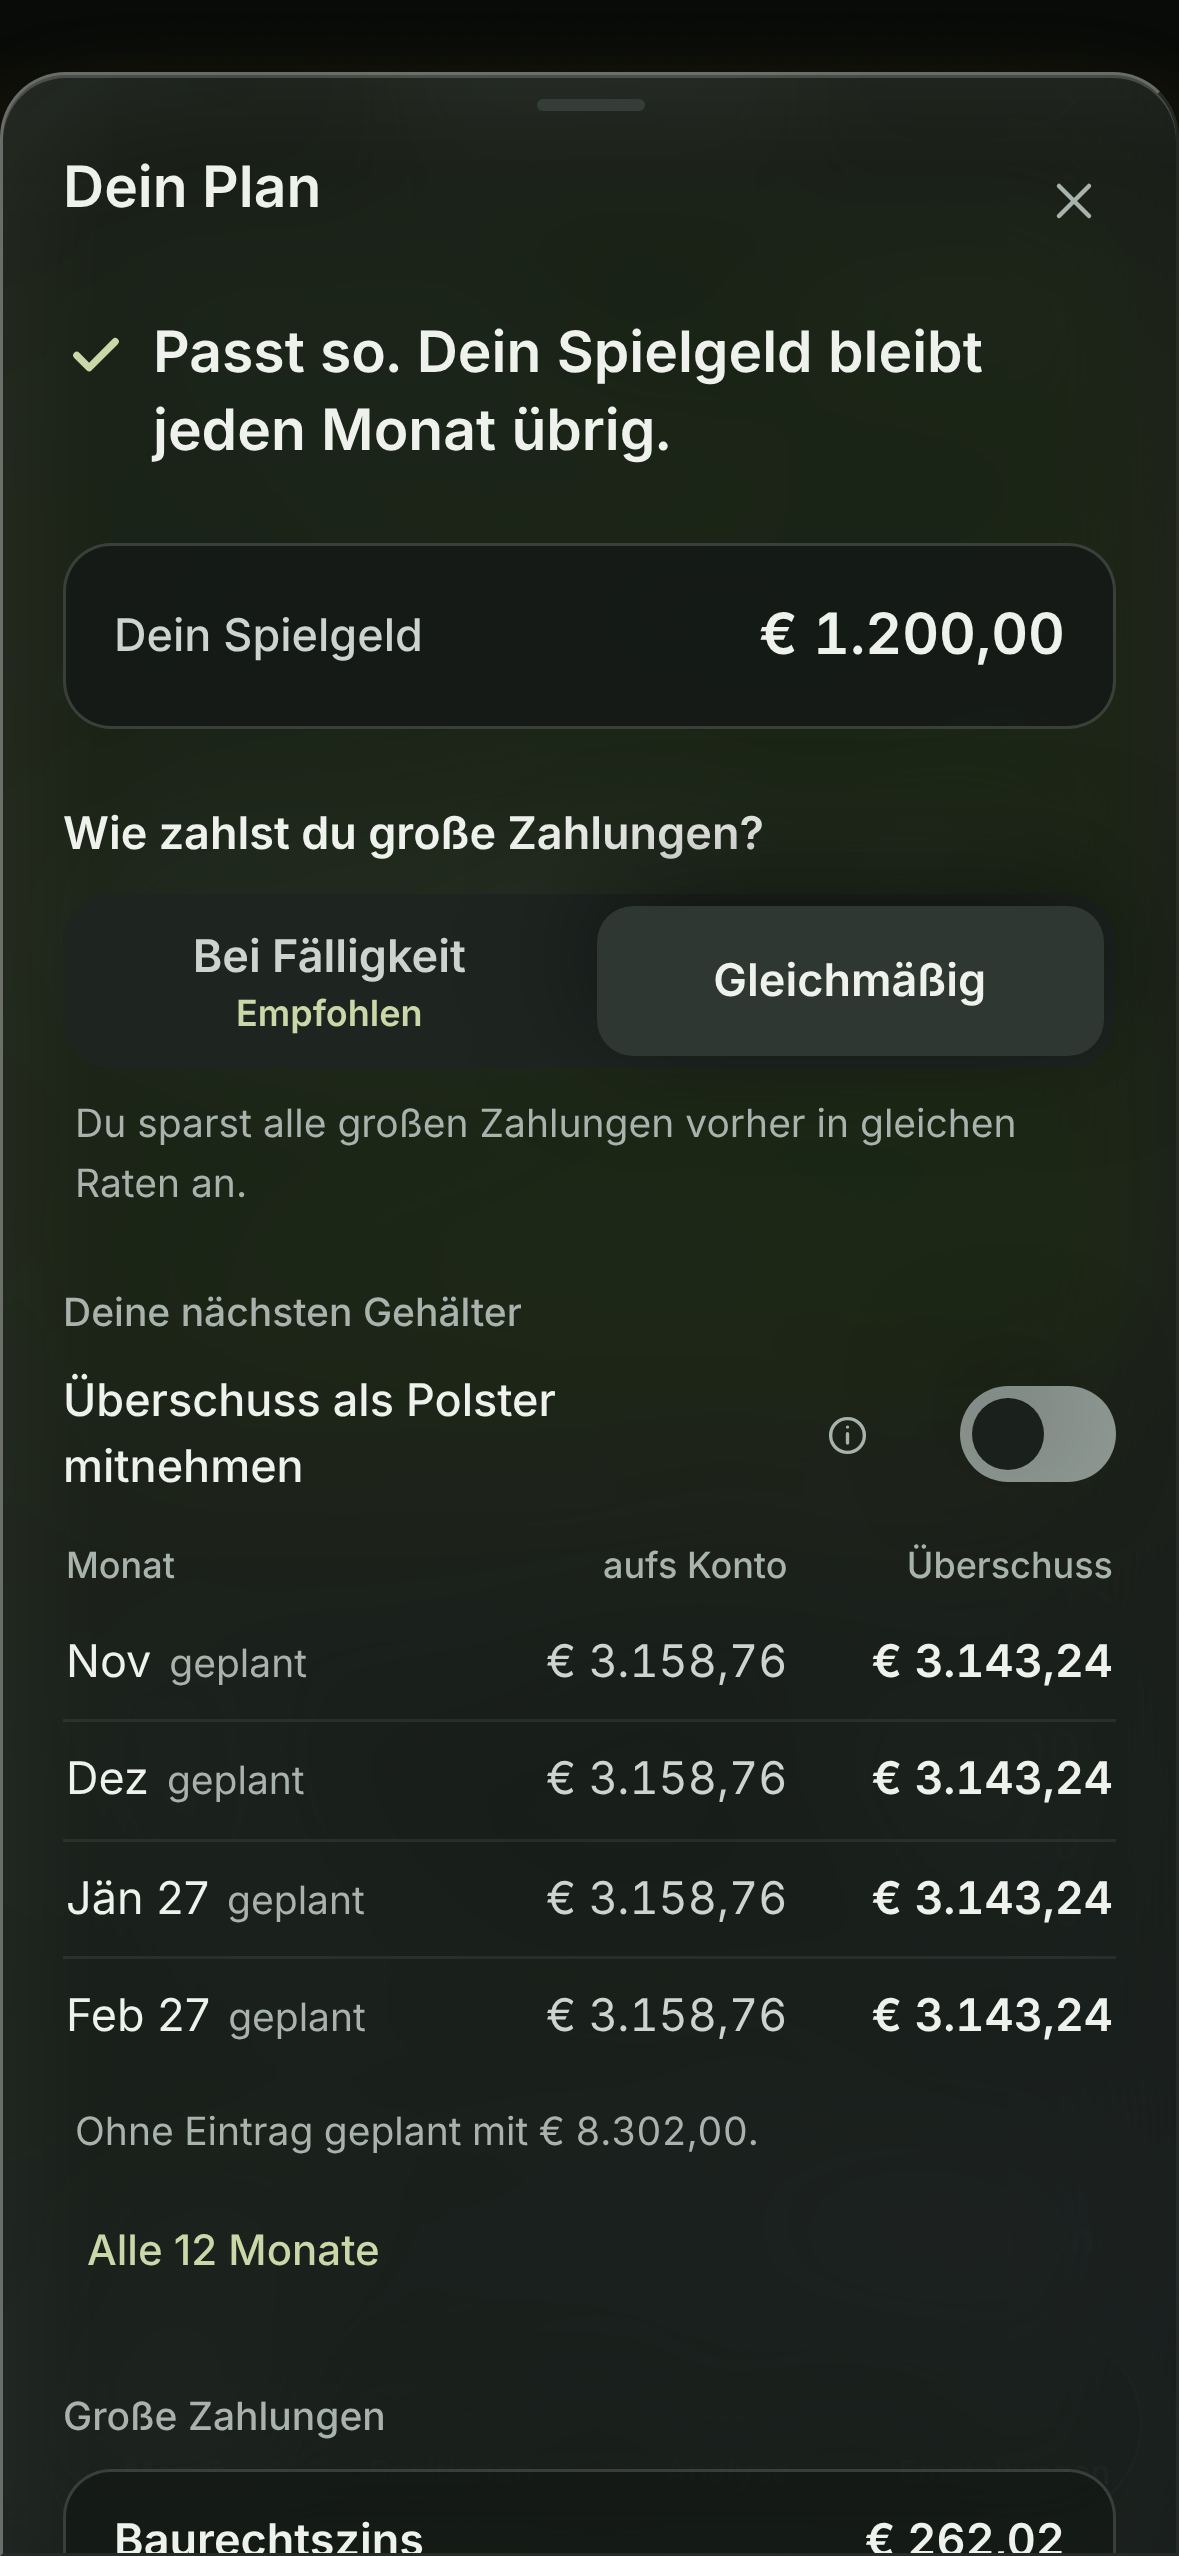 Dein Plan
Passt so. Dein Spielgeld bleibt
jeden Monat übrig.
Dein Spielgeld € 1.200,00
Wie zahlst du große Zahlungen?
Bei Fälligkeit
Empfohlen
Gleichmäßig
Du sparst alle großen Zahlungen vorher in gleichen
Raten an.
Deine nächsten Gehälter
Überschuss als Polster
mitnehmen
Monat aufs Konto Überschuss
Nov geplant € 3.158,76 € 3.143,24
Dez geplant € 3.158,76 € 3.143,24
Jän 27 geplant € 3.158,76 € 3.143,24
Feb 27 geplant € 3.158,76 € 3.143,24
Ohne Eintrag geplant mit € 8.302,00.
Alle 12 Monate
Große Zahlungen
Baurechtszins € 262,02